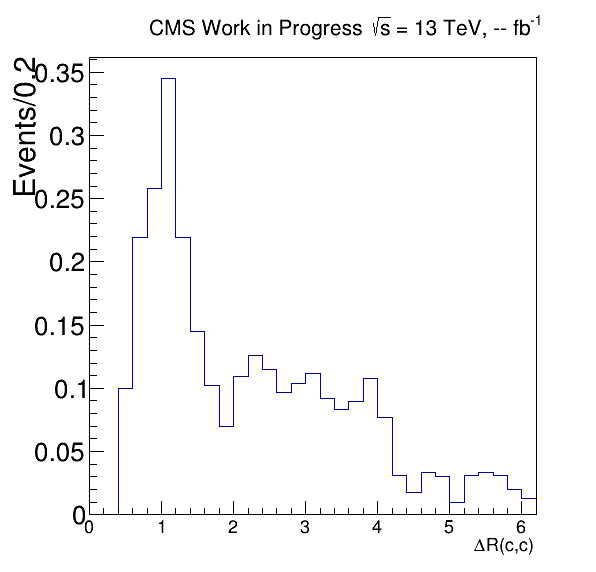 CMS Work in Progress √s = 13 TeV, -- fb-1
Events/0.2
0.35
0.3
0.25
0.2
0.15
0.1
0.05
0
0 1 2 3 4 5 6
ΔR(c,c)